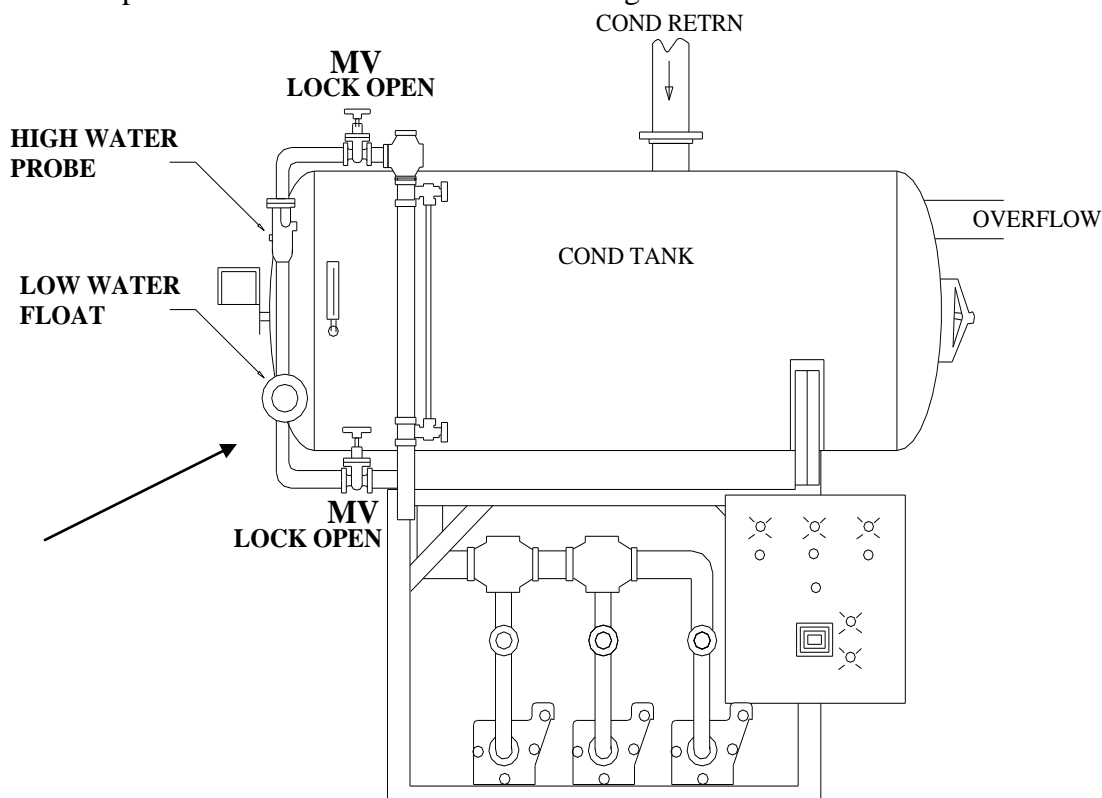 COND RETRN
MV
LOCK OPEN
HIGH WATER
PROBE
OVERFLOW
COND TANK
LOW WATER
FLOAT
MV
LOCK OPEN